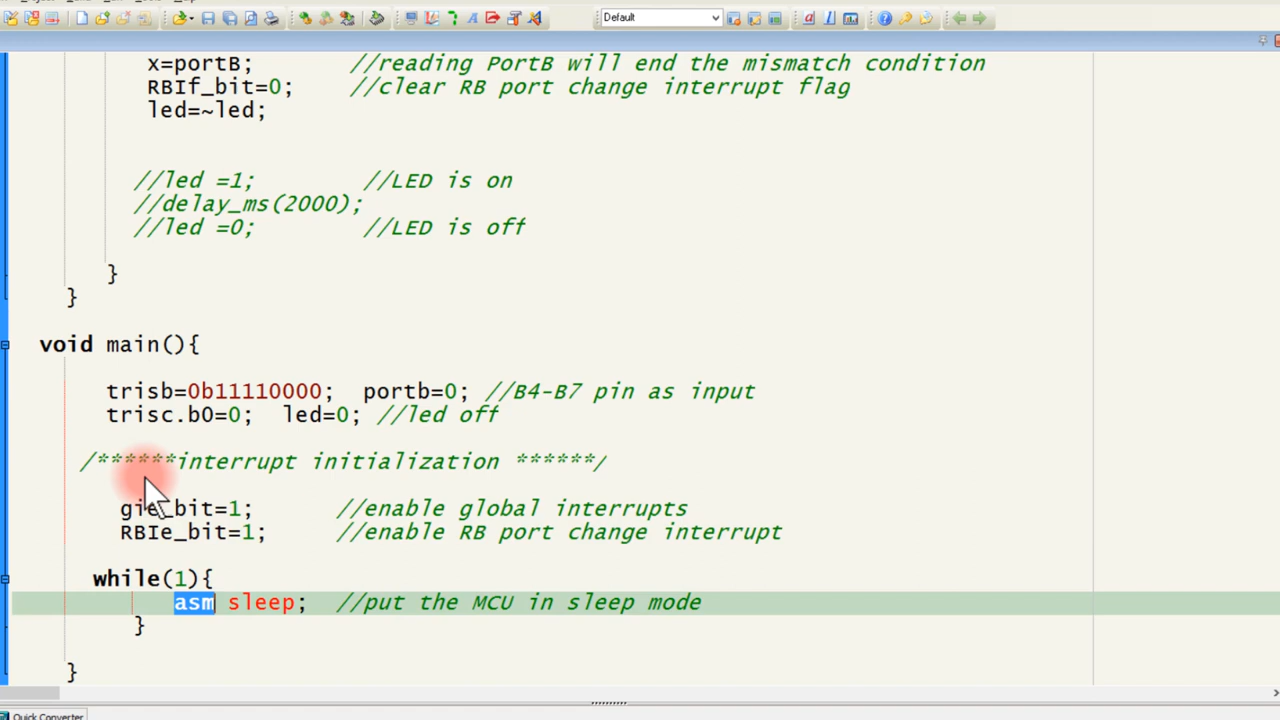 Default
x=portB; //reading PortB will end the mismatch condition
RBIf_bit=0; //clear RB port change interrupt flag
led=~led;
//led =1; //LED is on
//delay_ms(2000);
//led =0; //LED is off
}
}
void main(){
trisb=0b11110000; portb=0; //B4-B7 pin as input
trisc.b0=0; led=0; //led off
/******interrupt initialization ******/
gie_bit=1; //enable global interrupts
RBIe_bit=1; //enable RB port change interrupt
while(1){
asm sleep; //put the MCU in sleep mode
}
}
Quick Converter